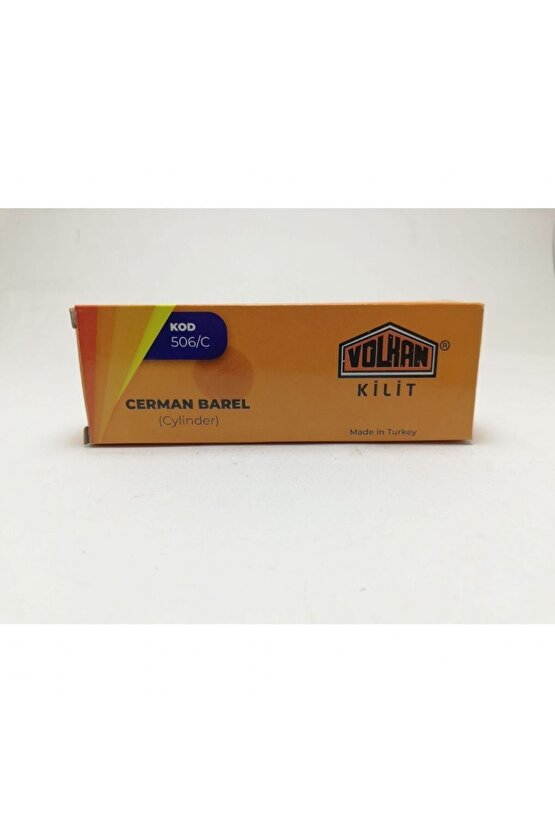 KOD
506/C
CERMAN BAREL
(Cylinder)
VOLKAN ®
KİLİT
Made in Turkey